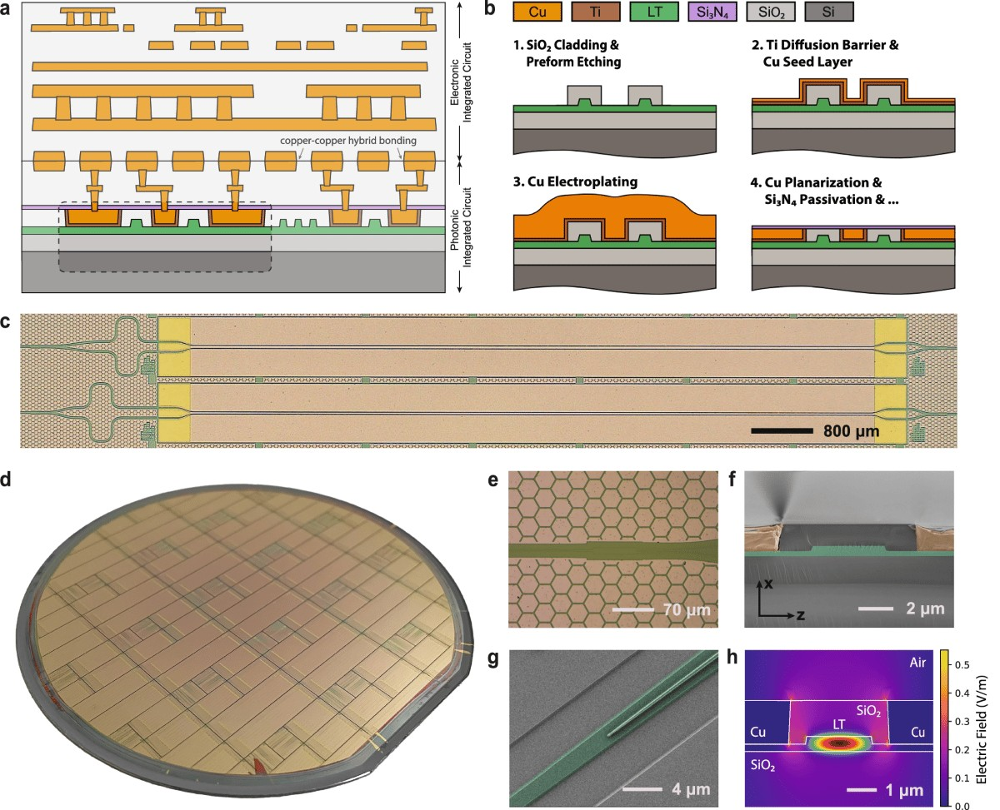 a
Electronic
Integrated Circuit
copper-copper hybrid bonding
Photonic
Integrated Circuit
b
Cu Ti LT Si₃N₄ SiO₂ Si
1. SiO₂ Cladding &
Preform Etching
2. Ti Diffusion Barrier &
Cu Seed Layer
3. Cu Electroplating
4. Cu Planarization &
Si₃N₄ Passivation & ...
c
800 µm
d
e
70 µm
f
x
z
2 µm
g
4 µm
h
Air
SiO₂
LT
Cu
Cu
SiO₂
1 µm
0.5
0.4
0.3
0.2
0.1
0.0
Electric Field (V/m)